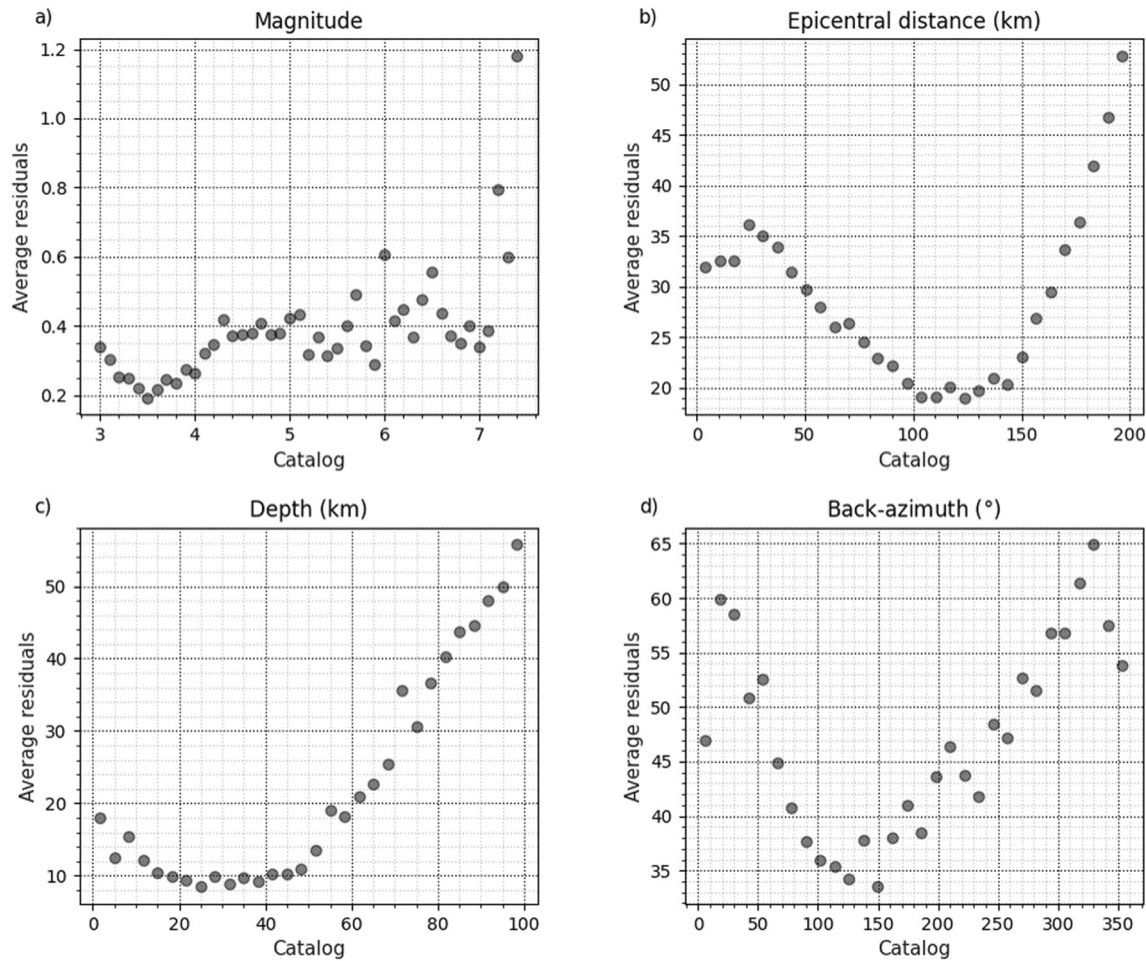 a) Magnitude
1.2
1.0
0.8
0.6
0.4
0.2
Average residuals
3 4 5 6 7
Catalog
b) Epicentral distance (km)
50
45
40
35
30
25
20
Average residuals
0 50 100 150 200
Catalog
c) Depth (km)
50
40
30
20
10
Average residuals
0 20 40 60 80 100
Catalog
d) Back-azimuth (°)
65
60
55
50
45
40
35
Average residuals
0 50 100 150 200 250 300 350
Catalog